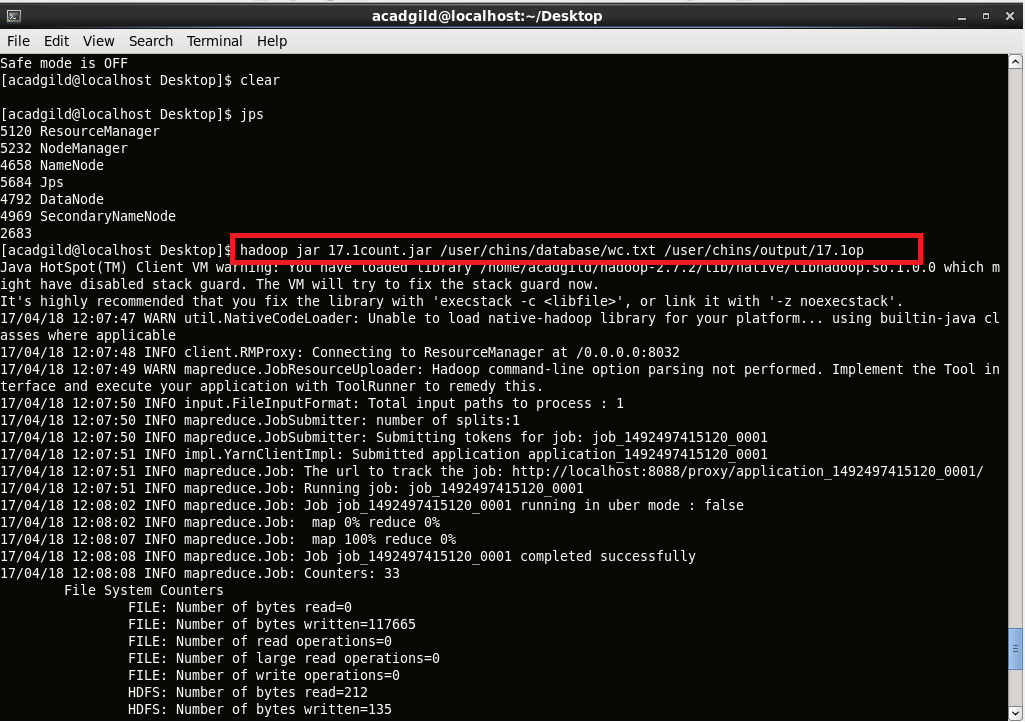 acadgild@localhost:~/Desktop
File Edit View Search Terminal Help
Safe mode is OFF
[acadgild@localhost Desktop]$ clear
[acadgild@localhost Desktop]$ jps
5120 ResourceManager
5232 NodeManager
4658 NameNode
5684 Jps
4792 DataNode
4969 SecondaryNameNode
2683
[acadgild@localhost Desktop]$ hadoop jar 17.1count.jar /user/chins/database/wc.txt /user/chins/output/17.1op
Java HotSpot(TM) Client VM warning: You have loaded library /home/acadgild/hadoop-2.7.2/lib/native/libhadoop.so.1.0.0 which m
ight have disabled stack guard. The VM will try to fix the stack guard now.
It's highly recommended that you fix the library with 'execstack -c <libfile>', or link it with '-z noexecstack'.
17/04/18 12:07:47 WARN util.NativeCodeLoader: Unable to load native-hadoop library for your platform... using builtin-java cl
asses where applicable
17/04/18 12:07:48 INFO client.RMProxy: Connecting to ResourceManager at /0.0.0.0:8032
17/04/18 12:07:49 WARN mapreduce.JobResourceUploader: Hadoop command-line option parsing not performed. Implement the Tool in
terface and execute your application with ToolRunner to remedy this.
17/04/18 12:07:50 INFO input.FileInputFormat: Total input paths to process : 1
17/04/18 12:07:50 INFO mapreduce.JobSubmitter: number of splits:1
17/04/18 12:07:50 INFO mapreduce.JobSubmitter: Submitting tokens for job: job_1492497415120_0001
17/04/18 12:07:51 INFO impl.YarnClientImpl: Submitted application application_1492497415120_0001
17/04/18 12:07:51 INFO mapreduce.Job: The url to track the job: http://localhost:8088/proxy/application_1492497415120_0001/
17/04/18 12:07:51 INFO mapreduce.Job: Running job: job_1492497415120_0001
17/04/18 12:08:02 INFO mapreduce.Job: Job job_1492497415120_0001 running in uber mode : false
17/04/18 12:08:02 INFO mapreduce.Job:  map 0% reduce 0%
17/04/18 12:08:07 INFO mapreduce.Job:  map 100% reduce 0%
17/04/18 12:08:08 INFO mapreduce.Job: Job job_1492497415120_0001 completed successfully
17/04/18 12:08:08 INFO mapreduce.Job: Counters: 33
File System Counters
FILE: Number of bytes read=0
FILE: Number of bytes written=117665
FILE: Number of read operations=0
FILE: Number of large read operations=0
FILE: Number of write operations=0
HDFS: Number of bytes read=212
HDFS: Number of bytes written=135